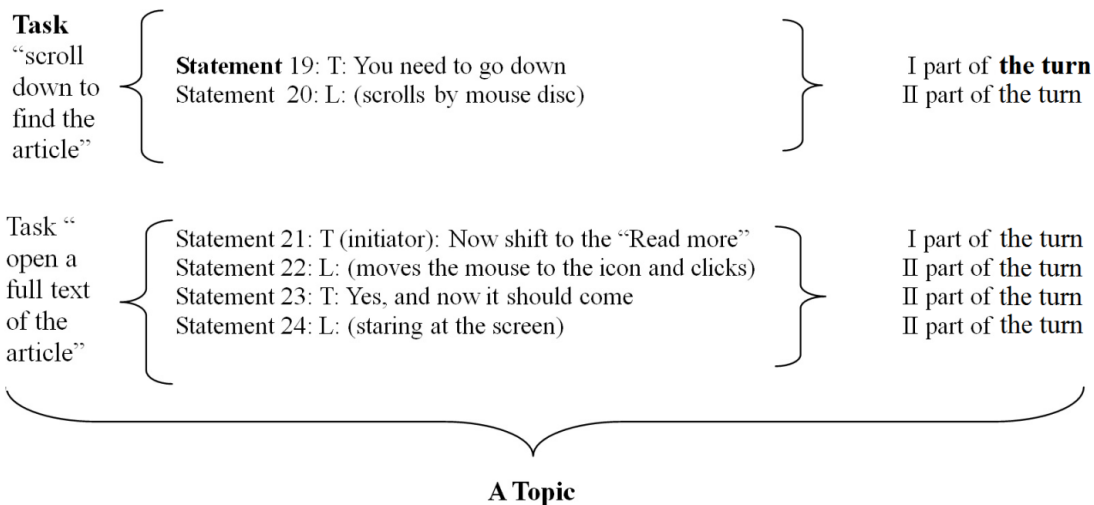 Task
“scroll
down to
find the
article”
Statement 19: T: You need to go down
Statement 20: L: (scrolls by mouse disc)
I part of the turn
II part of the turn
Task “
open a
full text
of the
article”
Statement 21: T (initiator): Now shift to the “Read more”
Statement 22: L: (moves the mouse to the icon and clicks)
Statement 23: T: Yes, and now it should come
Statement 24: L: (staring at the screen)
I part of the turn
II part of the turn
II part of the turn
II part of the turn
A Topic